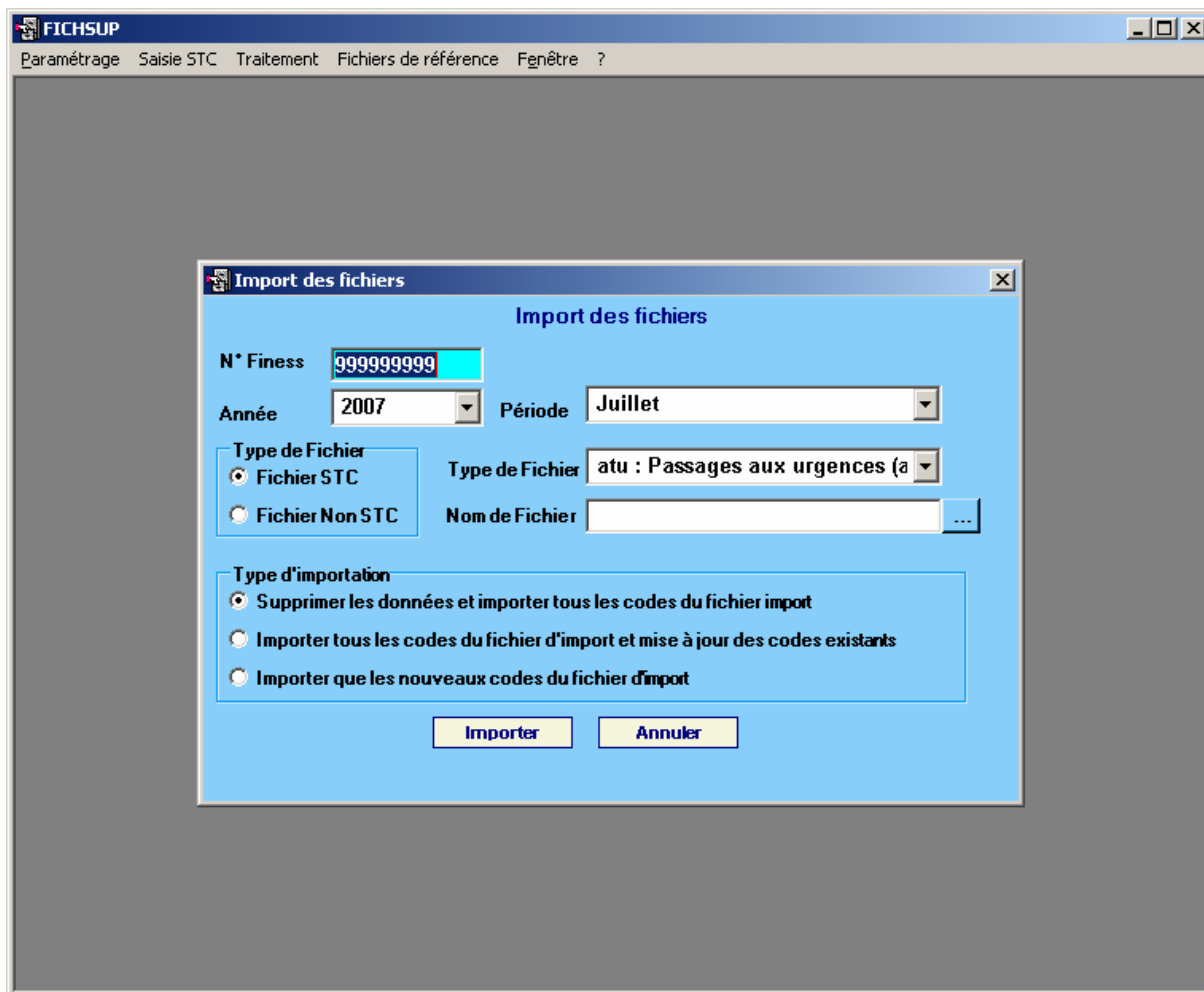 FICHSUP
Paramétrage Saisie STC Traitement Fichiers de référence Fenêtre ?
Import des fichiers
Import des fichiers
N° Finess 999999999
Année 2007 Période Juillet
Type de Fichier
Fichier STC
Type de Fichier atu : Passages aux urgences (a
Fichier Non STC
Nom de Fichier ...
Type d'importation
Supprimer les données et importer tous les codes du fichier import
Importer tous les codes du fichier d'import et mise à jour des codes existants
Importer que les nouveaux codes du fichier d'import
Importer Annuler